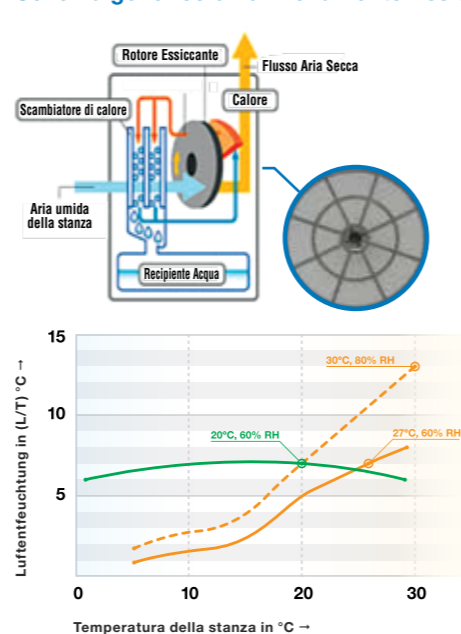 Rotore Essiccante
Flusso Aria Secca
Scambiatore di calore
Calore
Aria umida
della stanza
Recipiente Acqua
15
10
5
0
10
20
30
30°C, 80% RH
20°C, 60% RH
27°C, 60% RH
Luftentfeuchtung in (L/T) °C →
Temperatura della stanza in °C →